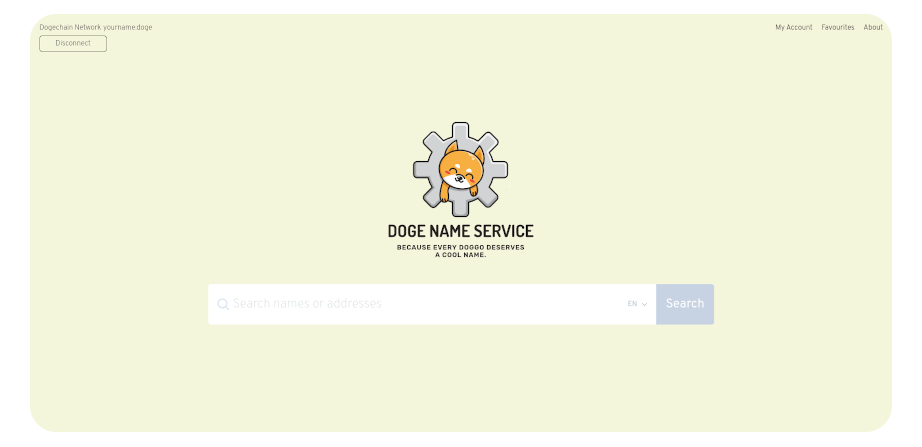 Dogechain Network yourname.doge
My Account Favourites About
Disconnect
DOGE NAME SERVICE
BECAUSE EVERY DOGGO DESERVES
A COOL NAME.
Search names or addresses EN Search